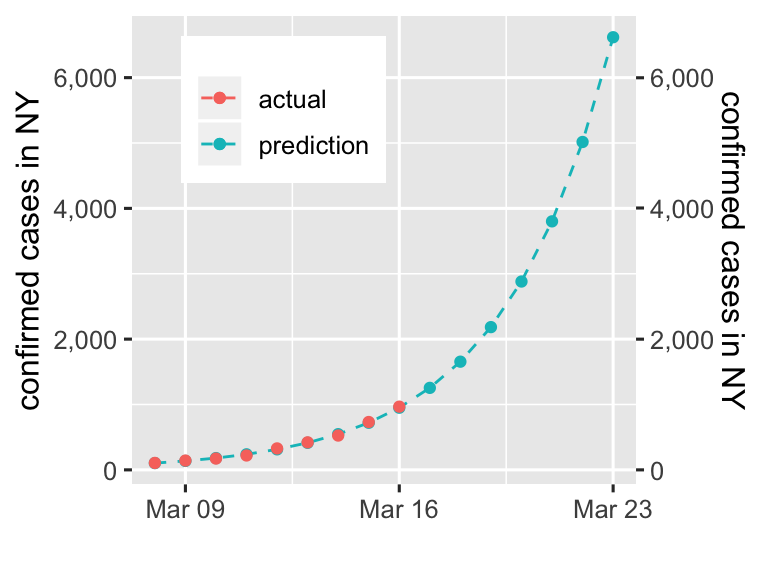 confirmed cases in NY
6,000
4,000
2,000
0
actual
prediction
6,000
4,000
2,000
0
confirmed cases in NY
Mar 09
Mar 16
Mar 23